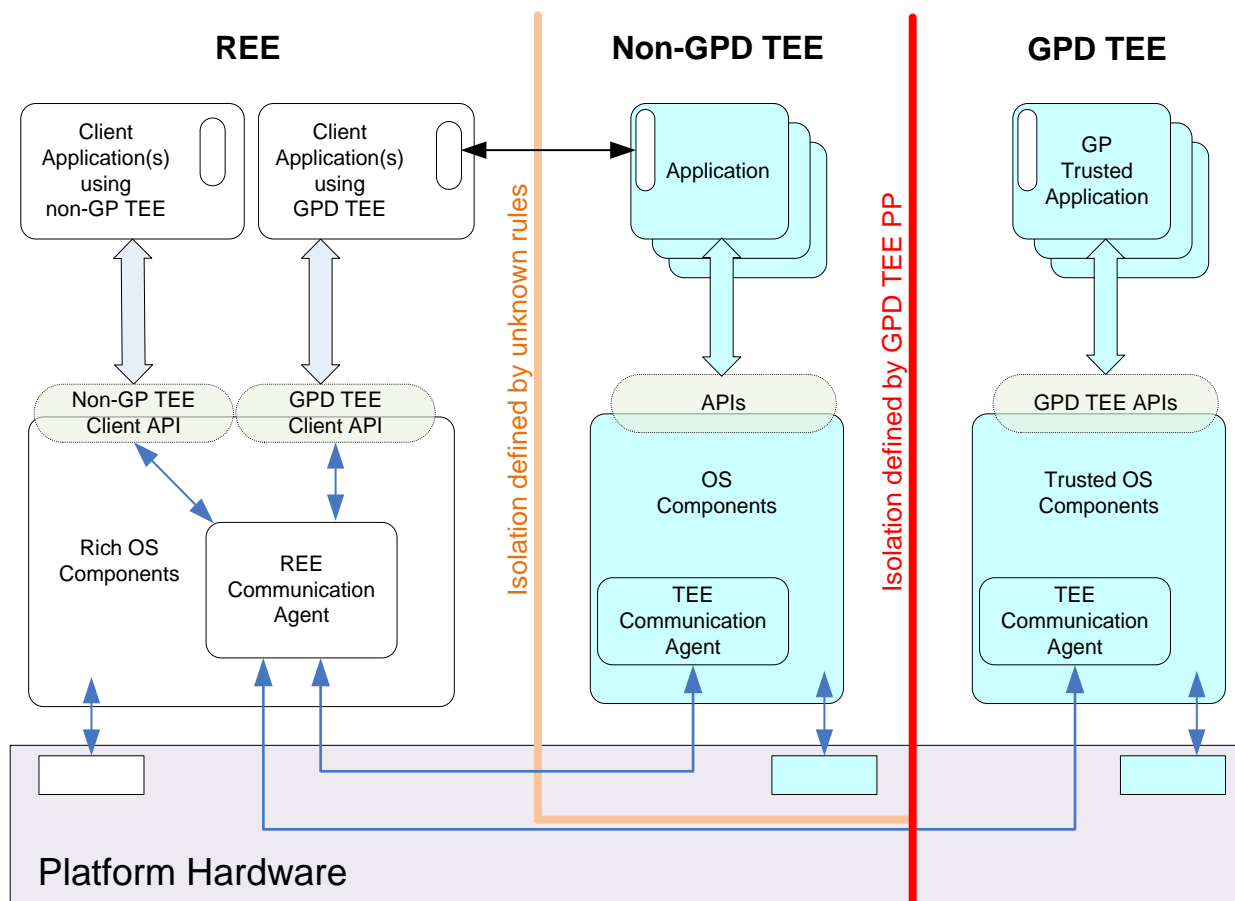 REE
Non-GPD TEE
GPD TEE
Client
Application(s)
using
non-GP TEE
Client
Application(s)
using
GPD TEE
Application
GP
Trusted
Application
Isolation defined by unknown rules
Isolation defined by GPD TEE PP
Non-GP TEE
Client API
GPD TEE
Client API
APIs
GPD TEE APIs
Rich OS
Components
REE
Communication
Agent
OS
Components
TEE
Communication
Agent
Trusted OS
Components
TEE
Communication
Agent
Platform Hardware